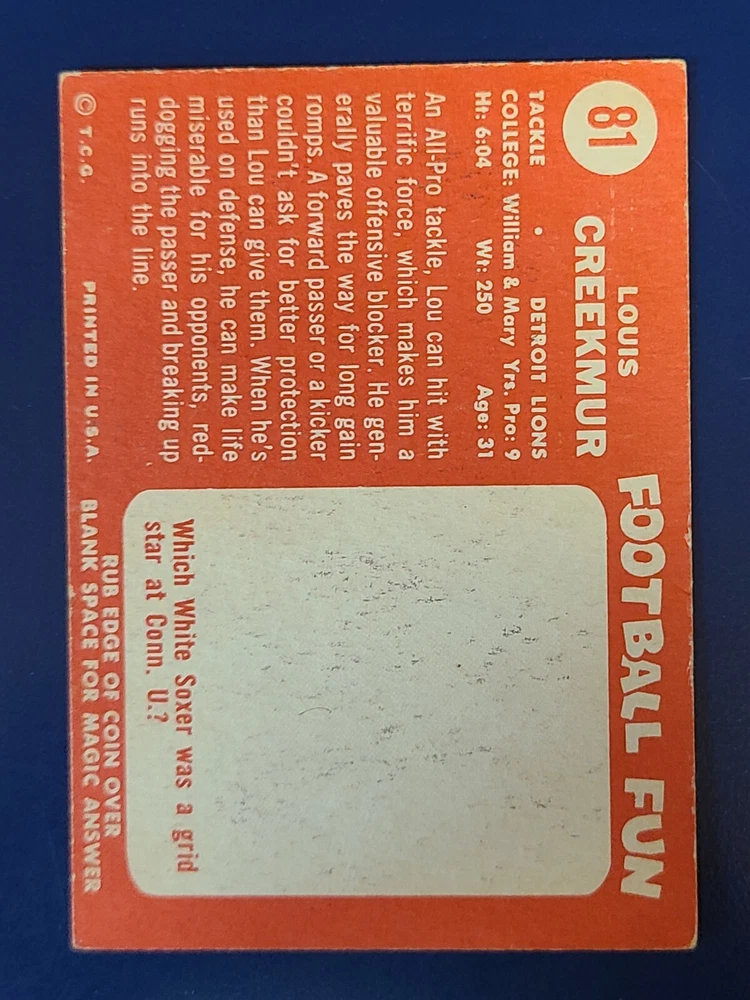 81
LOUIS
CREEKMUR
TACKLE • DETROIT LIONS
COLLEGE: William & Mary Yrs. Pro: 9
Ht: 6:04 Wt: 250 Age: 31
An All-Pro tackle, Lou can hit with
terrific force, which makes him a
valuable offensive blocker. He gen-
erally paves the way for long gain
romps. A forward passer or a kicker
couldn't ask for better protection
than Lou can give them. When he's
used on defense, he can make life
miserable for his opponents, red-
dogging the passer and breaking up
runs into the line.
© T.C.G. PRINTED IN U.S.A.
FOOTBALL FUN
Which White Soxer was a grid
star at Conn. U.?
RUB EDGE OF COIN OVER
BLANK SPACE FOR MAGIC ANSWER